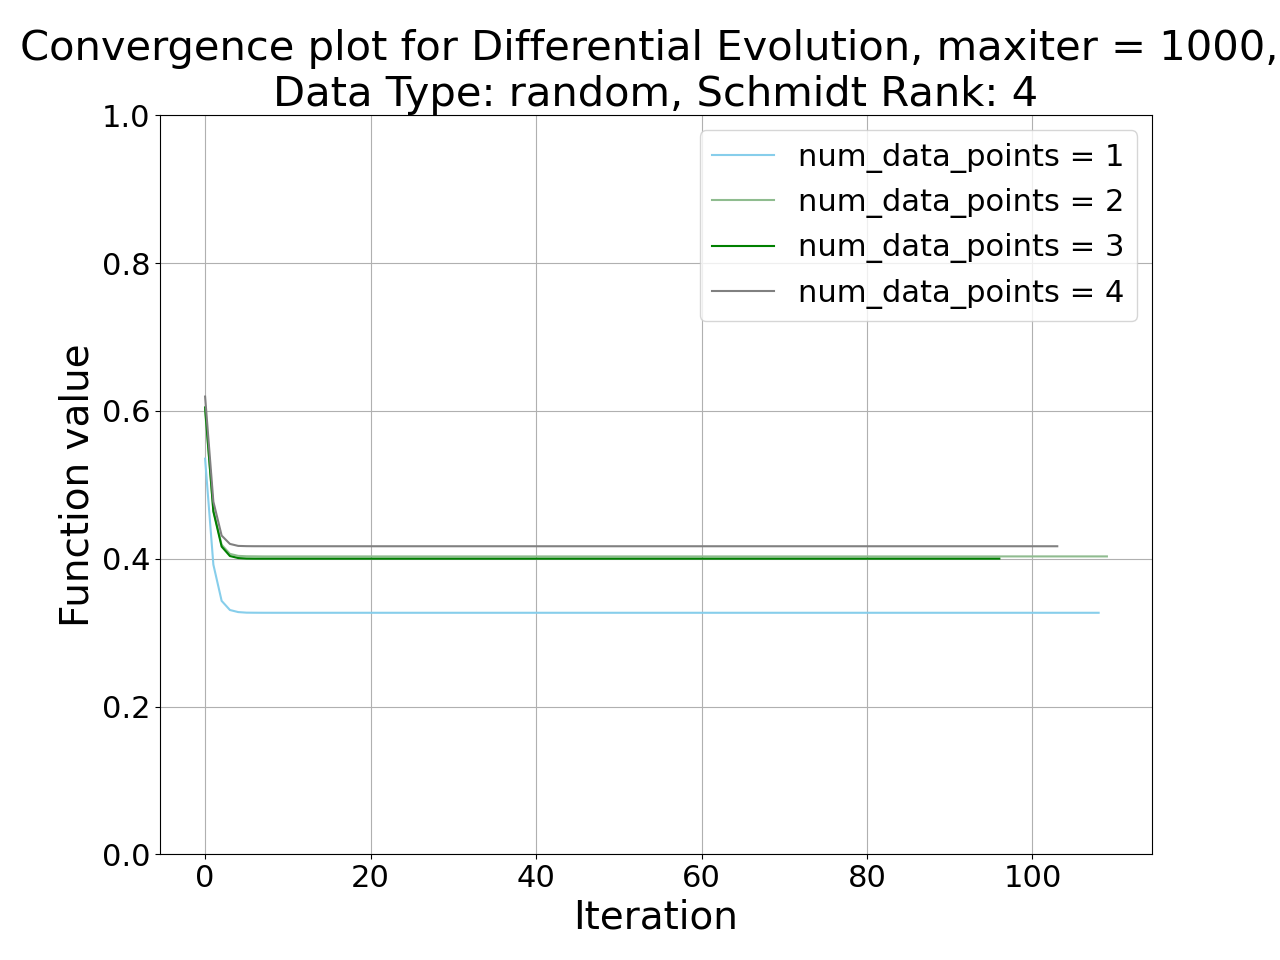 Convergence plot for Differential Evolution, maxiter = 1000,
Data Type: random, Schmidt Rank: 4
1.0
0.8
0.6
0.4
0.2
0.0
Function value
num_data_points = 1
num_data_points = 2
num_data_points = 3
num_data_points = 4
0
20
40
60
80
100
Iteration